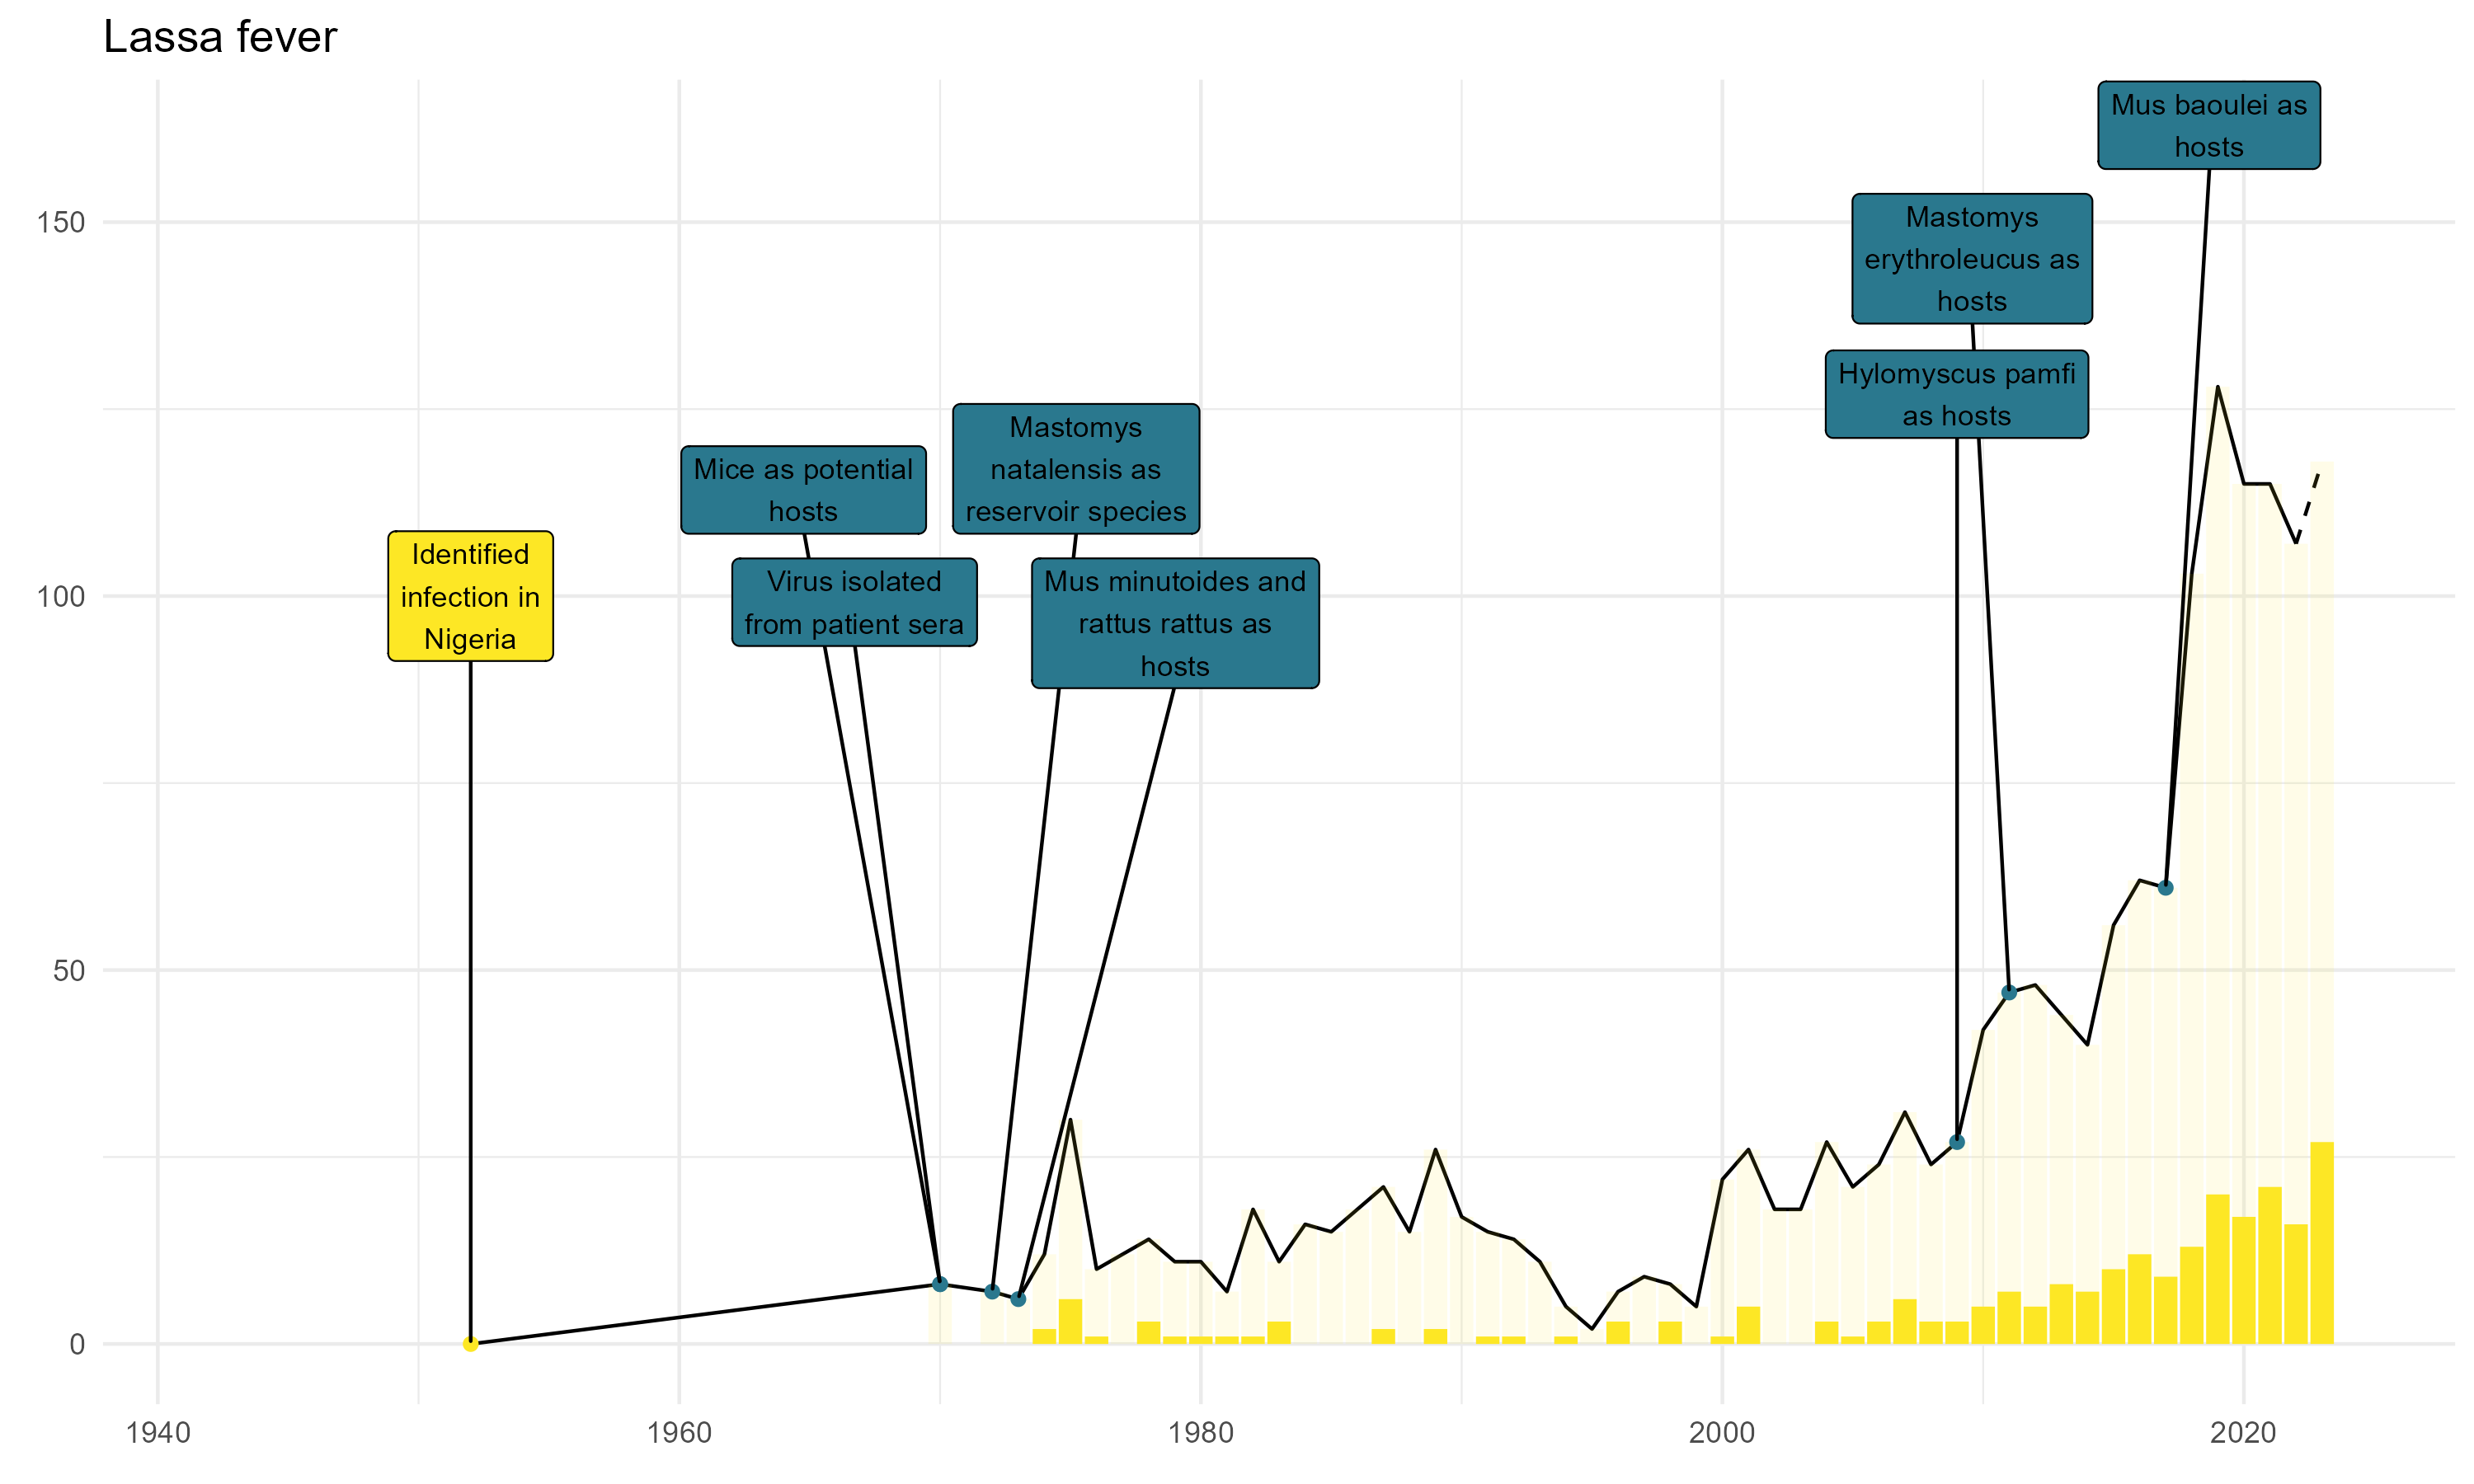 Lassa fever
Mus baoulei as
hosts
Mastomys
erythroleucus as
hosts
Hylomyscus pamfi
as hosts
Mastomys
natalensis as
reservoir species
Mice as potential
hosts
Identified
infection in
Nigeria
Virus isolated
from patient sera
Mus minutoides and
rattus rattus as
hosts
150
100
50
0
1940
1960
1980
2000
2020